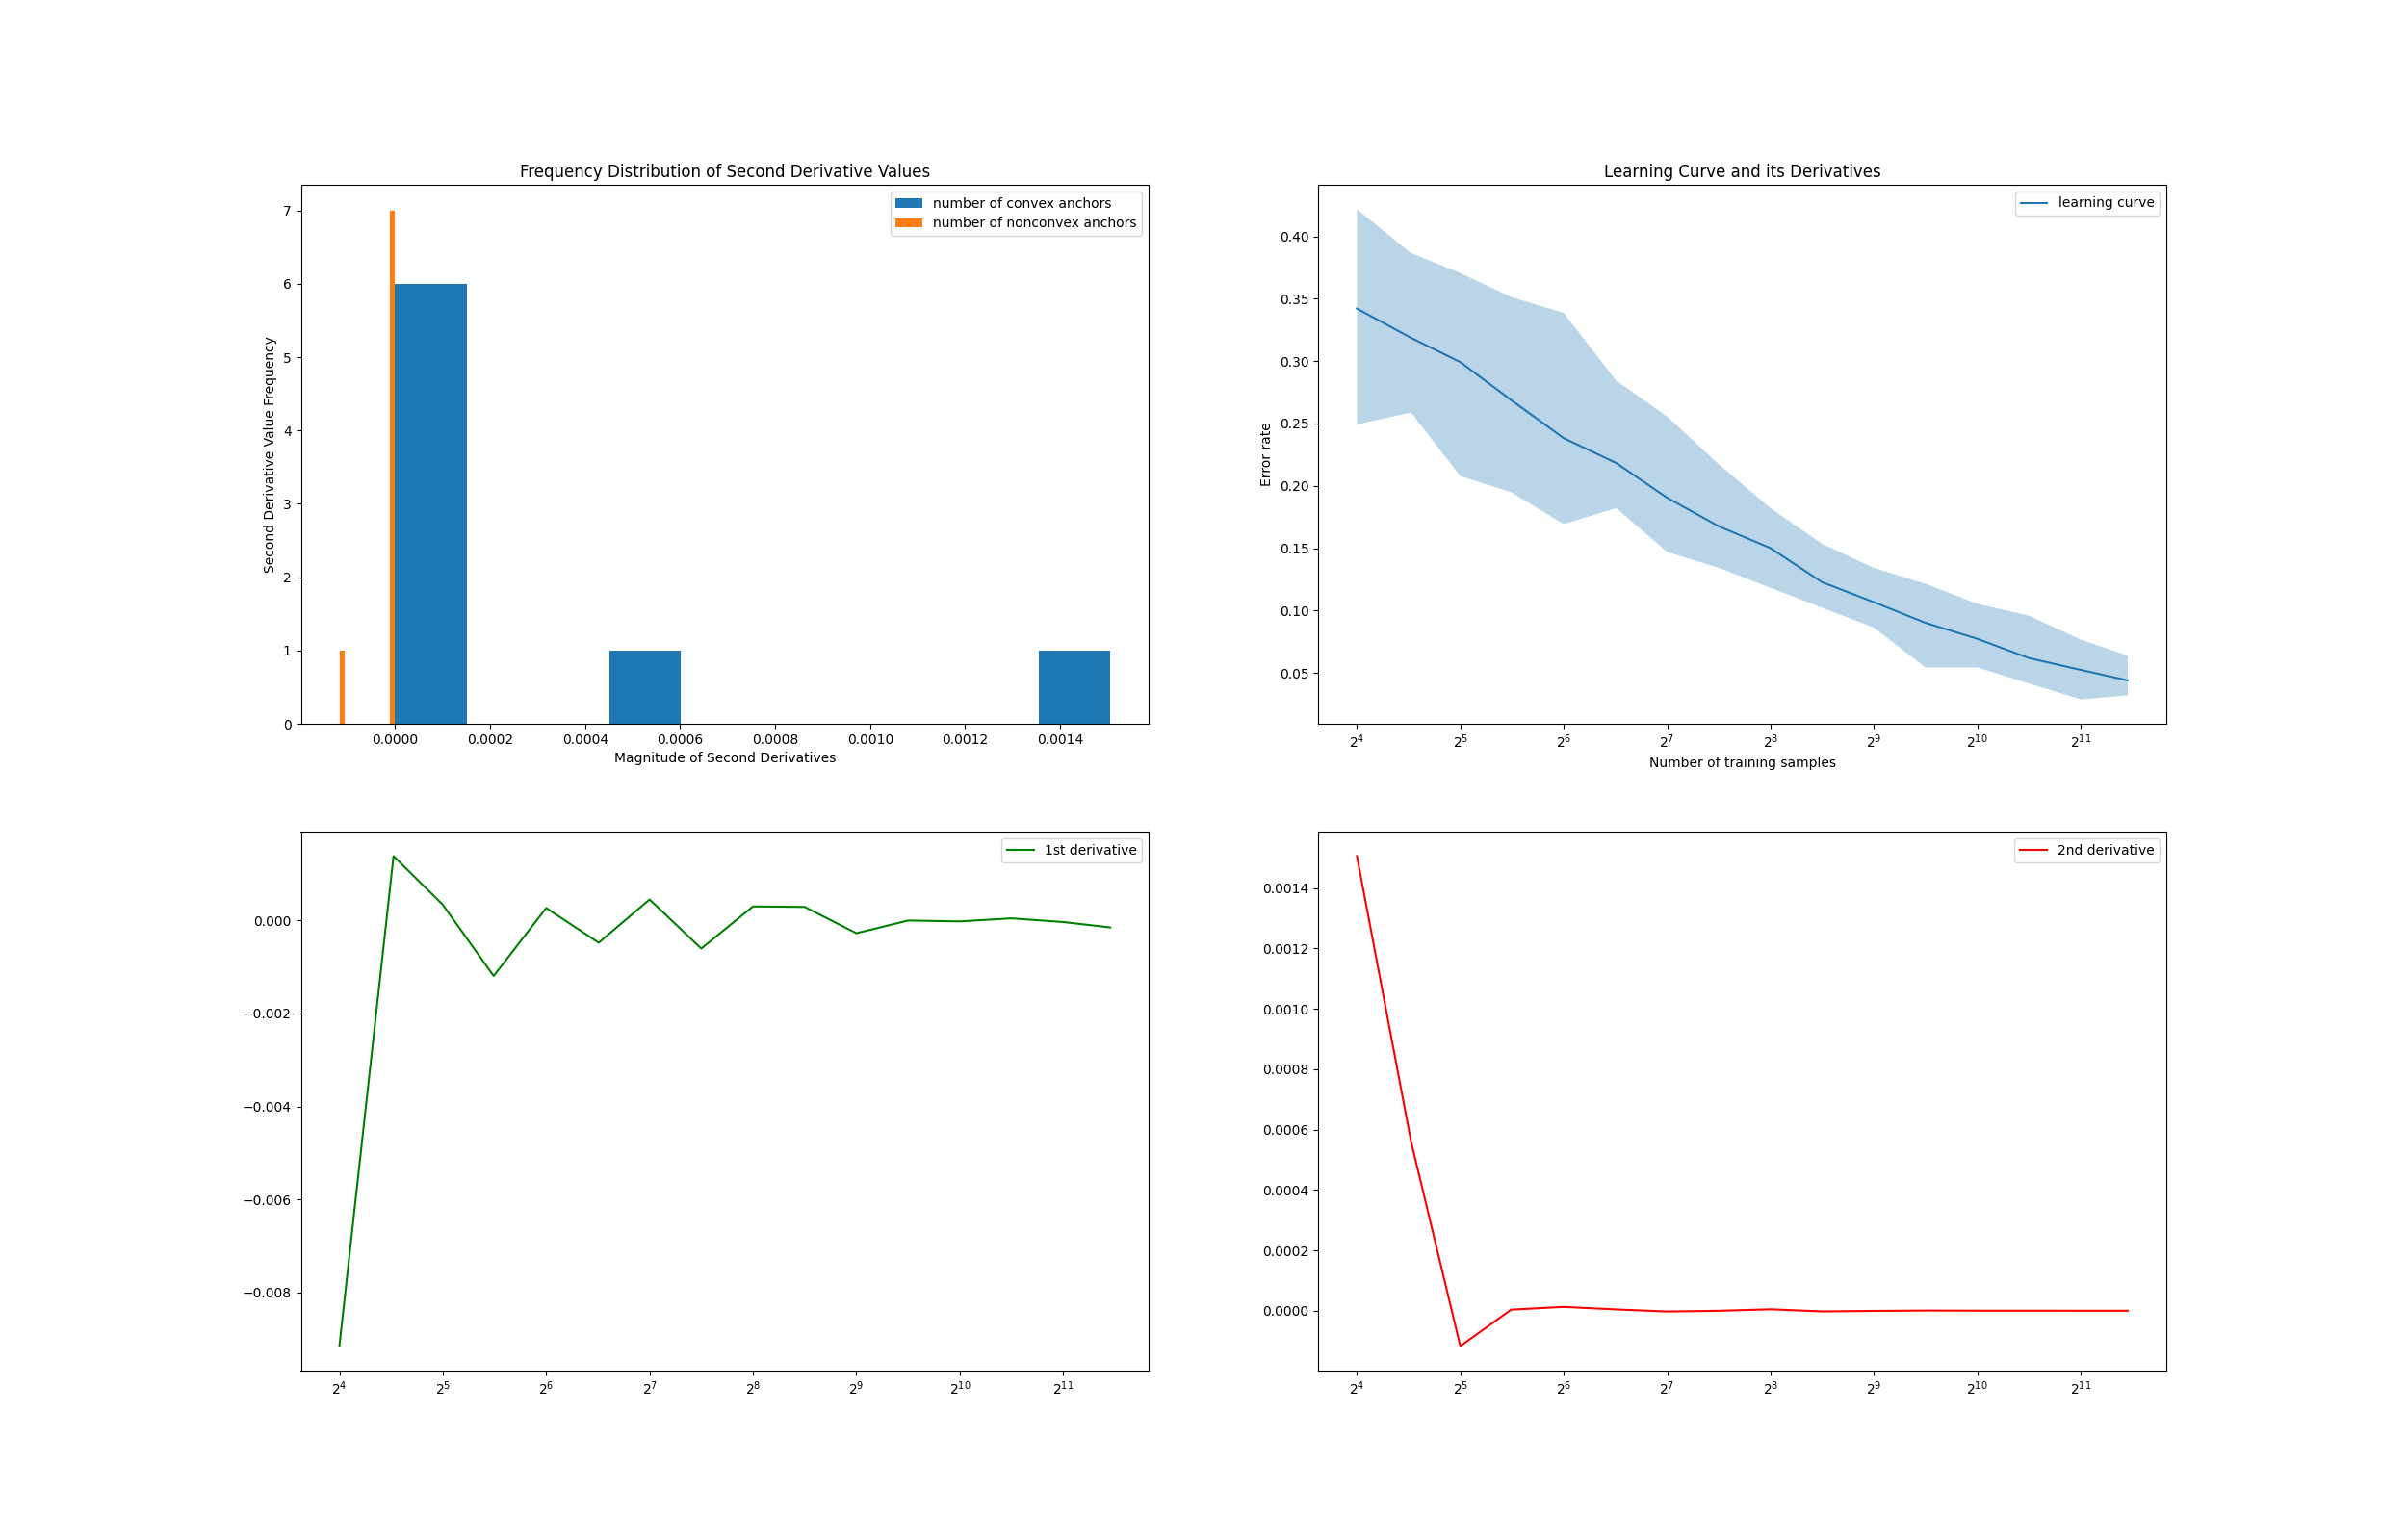 Frequency Distribution of Second Derivative Values
number of convex anchors
number of nonconvex anchors
7
6
5
4
3
2
1
0
Second Derivative Value Frequency
0.0000 0.0002 0.0004 0.0006 0.0008 0.0010 0.0012 0.0014
Magnitude of Second Derivatives
Learning Curve and its Derivatives
learning curve
0.40
0.35
0.30
0.25
0.20
0.15
0.10
0.05
Error rate
2⁴ 2⁵ 2⁶ 2⁷ 2⁸ 2⁹ 2¹⁰ 2¹¹
Number of training samples
1st derivative
0.000
−0.002
−0.004
−0.006
−0.008
2⁴ 2⁵ 2⁶ 2⁷ 2⁸ 2⁹ 2¹⁰ 2¹¹
2nd derivative
0.0014
0.0012
0.0010
0.0008
0.0006
0.0004
0.0002
0.0000
2⁴ 2⁵ 2⁶ 2⁷ 2⁸ 2⁹ 2¹⁰ 2¹¹